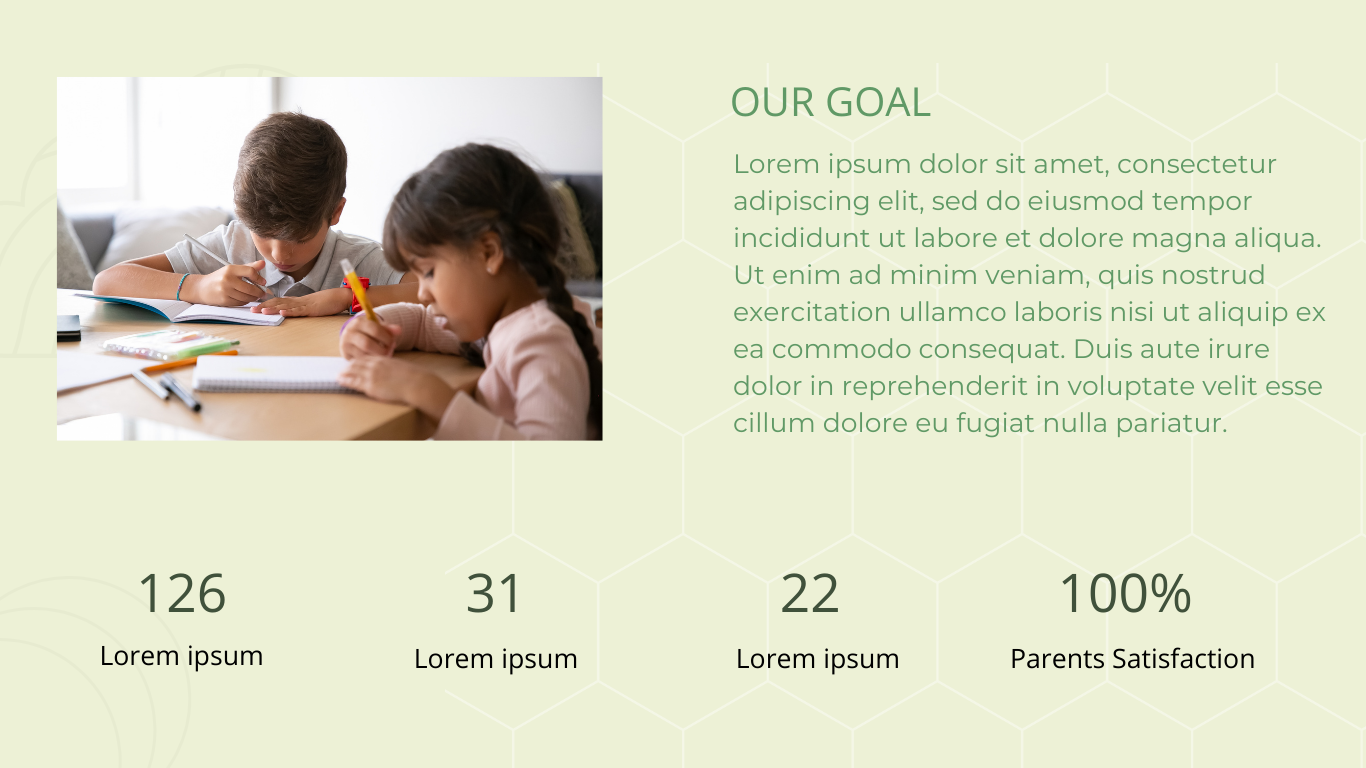 OUR GOAL
Lorem ipsum dolor sit amet, consectetur
adipiscing elit, sed do eiusmod tempor
incididunt ut labore et dolore magna aliqua.
Ut enim ad minim veniam, quis nostrud
exercitation ullamco laboris nisi ut aliquip ex
ea commodo consequat. Duis aute irure
dolor in reprehenderit in voluptate velit esse
cillum dolore eu fugiat nulla pariatur.
126
Lorem ipsum
31
Lorem ipsum
22
Lorem ipsum
100%
Parents Satisfaction